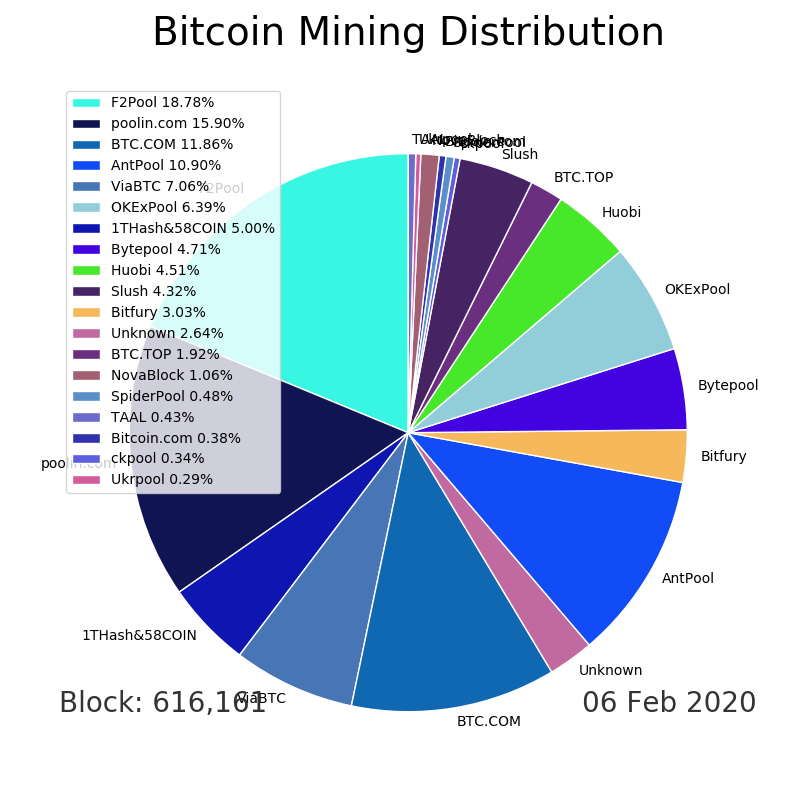 Bitcoin Mining Distribution
F2Pool 18.78%
poolin.com 15.90%
BTC.COM 11.86%
AntPool 10.90%
ViaBTC 7.06%
OKExPool 6.39%
1THash&58COIN 5.00%
Bytepool 4.71%
Huobi 4.51%
Slush 4.32%
Bitfury 3.03%
Unknown 2.64%
BTC.TOP 1.92%
NovaBlock 1.06%
SpiderPool 0.48%
TAAL 0.43%
Bitcoin.com 0.38%
ckpool 0.34%
Ukrpool 0.29%
Slush
BTC.TOP
Huobi
OKExPool
Bytepool
Bitfury
AntPool
Unknown
BTC.COM
ViaBTC
1THash&58COIN
poolin.com
Block: 616,161
06 Feb 2020